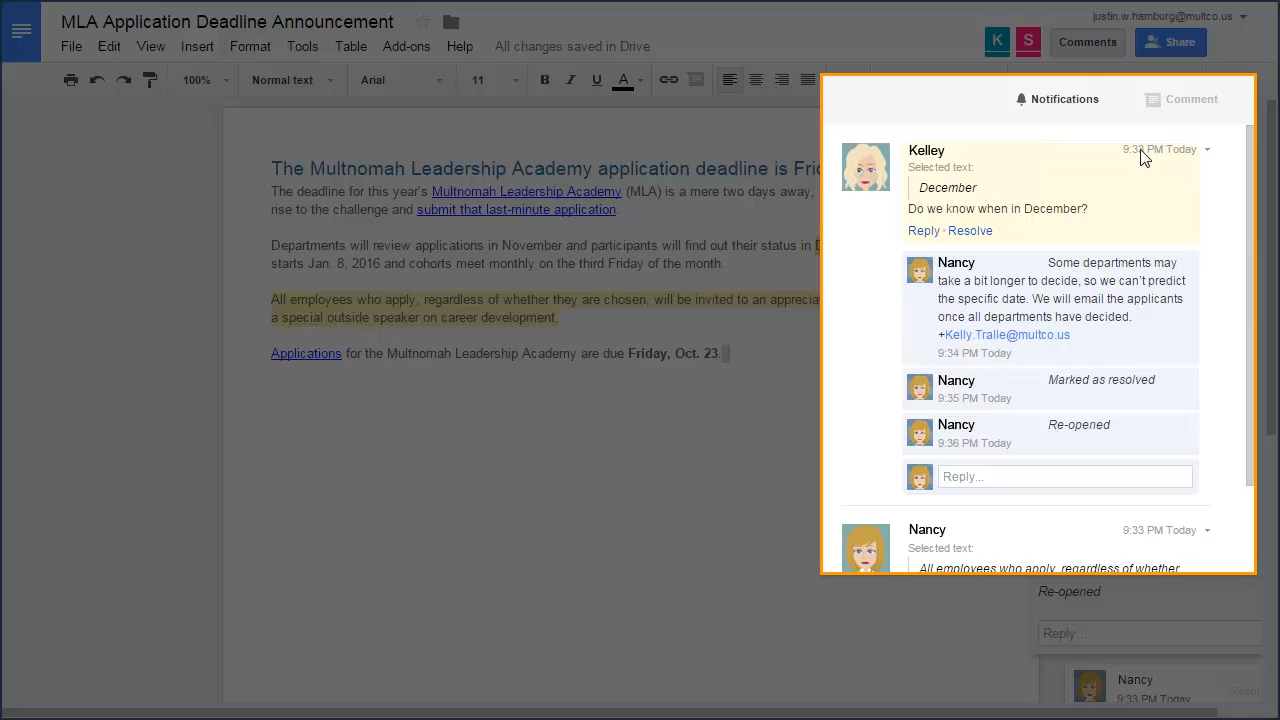 MLA Application Deadline Announcement
justin.w.hamburg@multco.us
File Edit View Insert Format Tools Table Add-ons Help All changes saved in Drive
K S Comments Share
100% Normal text Arial 11 B I U A
Notifications Comment
The Multnomah Leadership Academy application deadline is Fri
The deadline for this year's Multnomah Leadership Academy (MLA) is a mere two days away,
rise to the challenge and submit that last-minute application.
Departments will review applications in November and participants will find out their status in
starts Jan. 8, 2016 and cohorts meet monthly on the third Friday of the month.
All employees who apply, regardless of whether they are chosen, will be invited to an appreciat
a special outside speaker on career development.
Applications for the Multnomah Leadership Academy are due Friday, Oct. 23
Kelley 9:33 PM Today
Selected text:
December
Do we know when in December?
Reply • Resolve
Nancy Some departments may
take a bit longer to decide, so we can't predict
the specific date. We will email the applicants
once all departments have decided.
+Kelly.Tralle@multco.us
9:34 PM Today
Nancy Marked as resolved
9:35 PM Today
Nancy Re-opened
9:36 PM Today
Reply...
Nancy 9:33 PM Today
Selected text:
All employees who apply, regardless of whether
Re-opened
Reply...
Nancy
9:33 PM Today